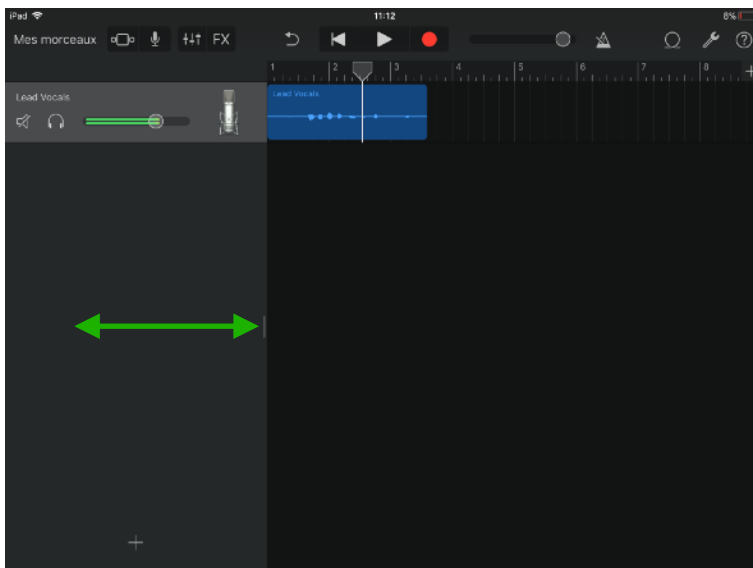 iPad 11:12 8%
Mes morceaux FX ?
1 2 3 4 5 6 7 8 +
Lead Vocals Lead Vocals
+